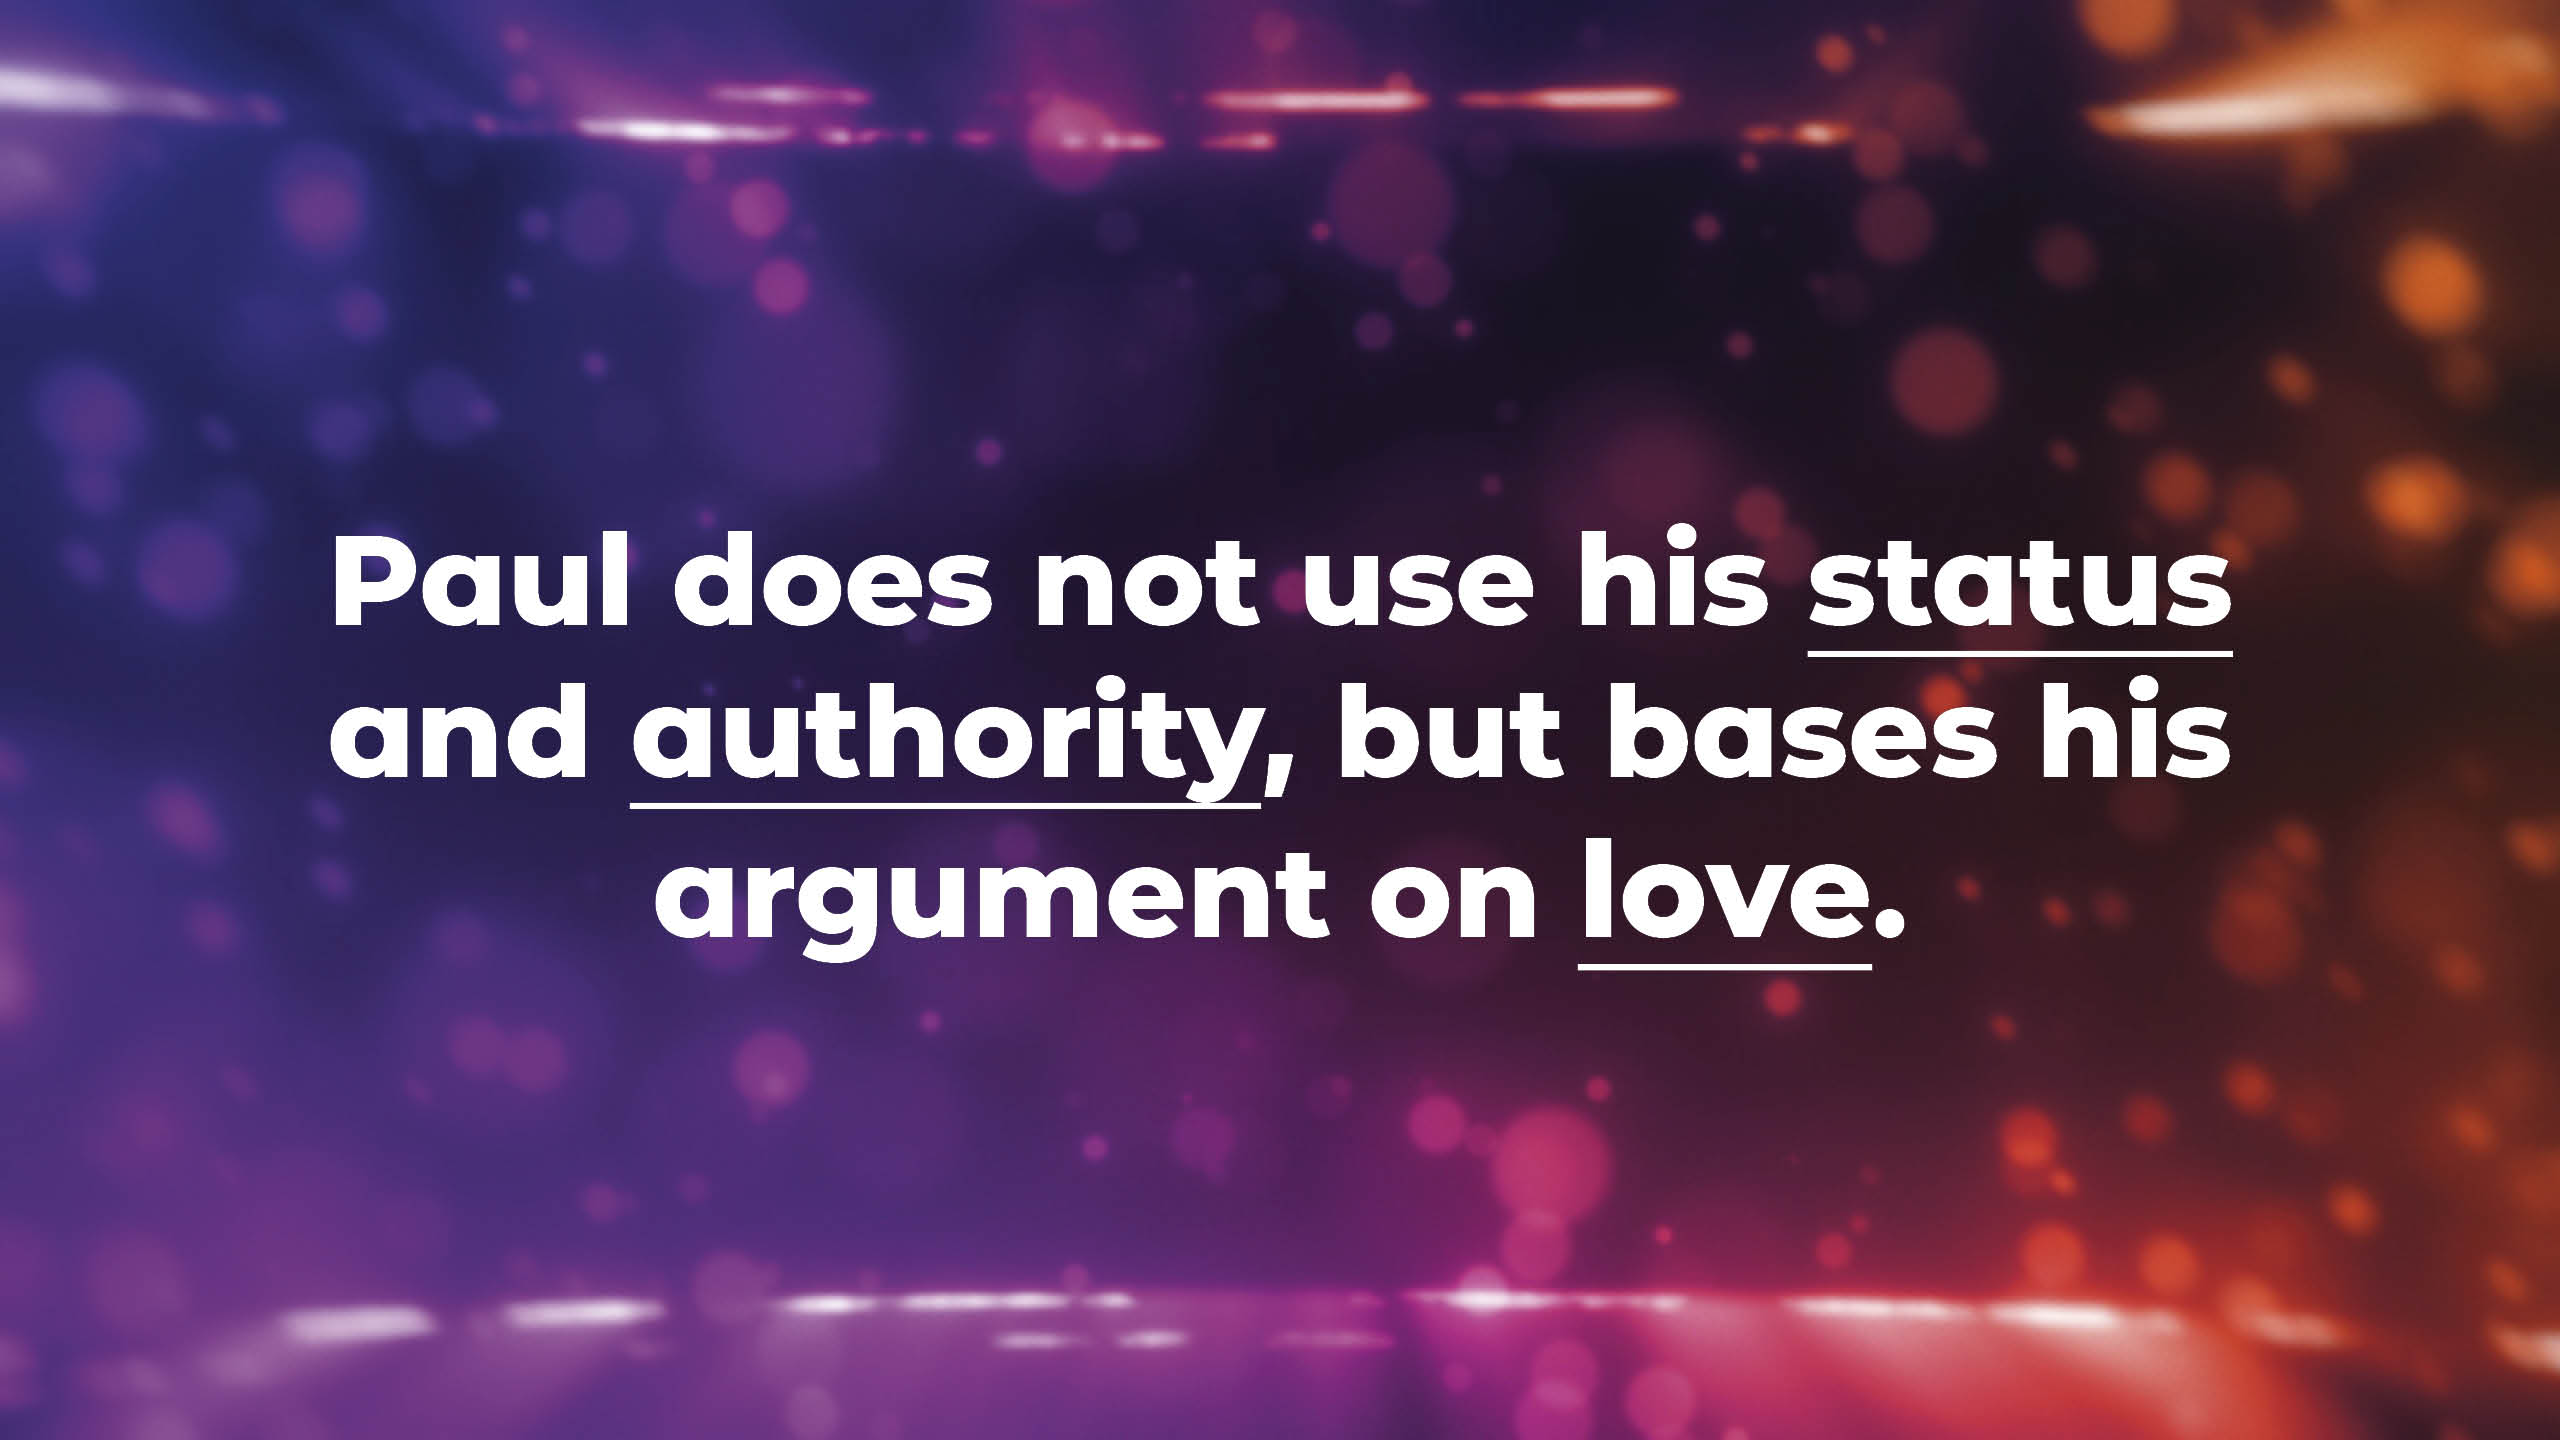 Paul does not use his status
and authority, but bases his
argument on love.